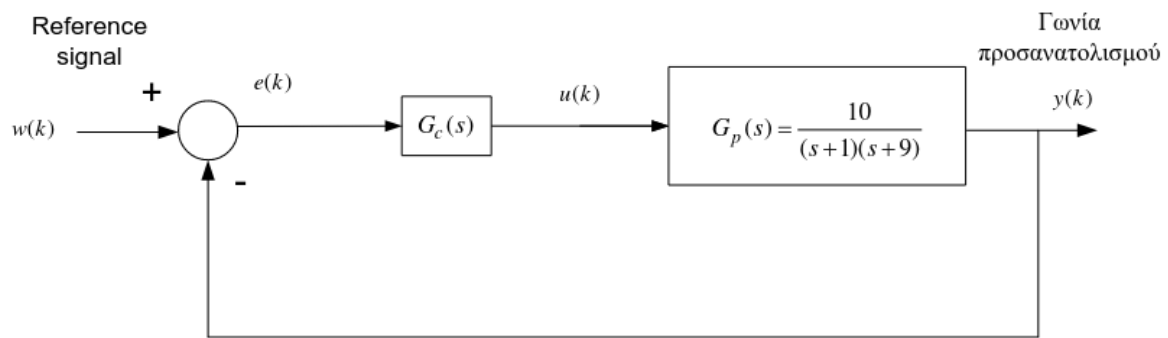 Reference
signal
Γωνία
προσανατολισμού
+
e(k)
u(k)
y(k)
w(k)
G_c(s)
G_p(s) = 10 / (s+1)(s+9)
-